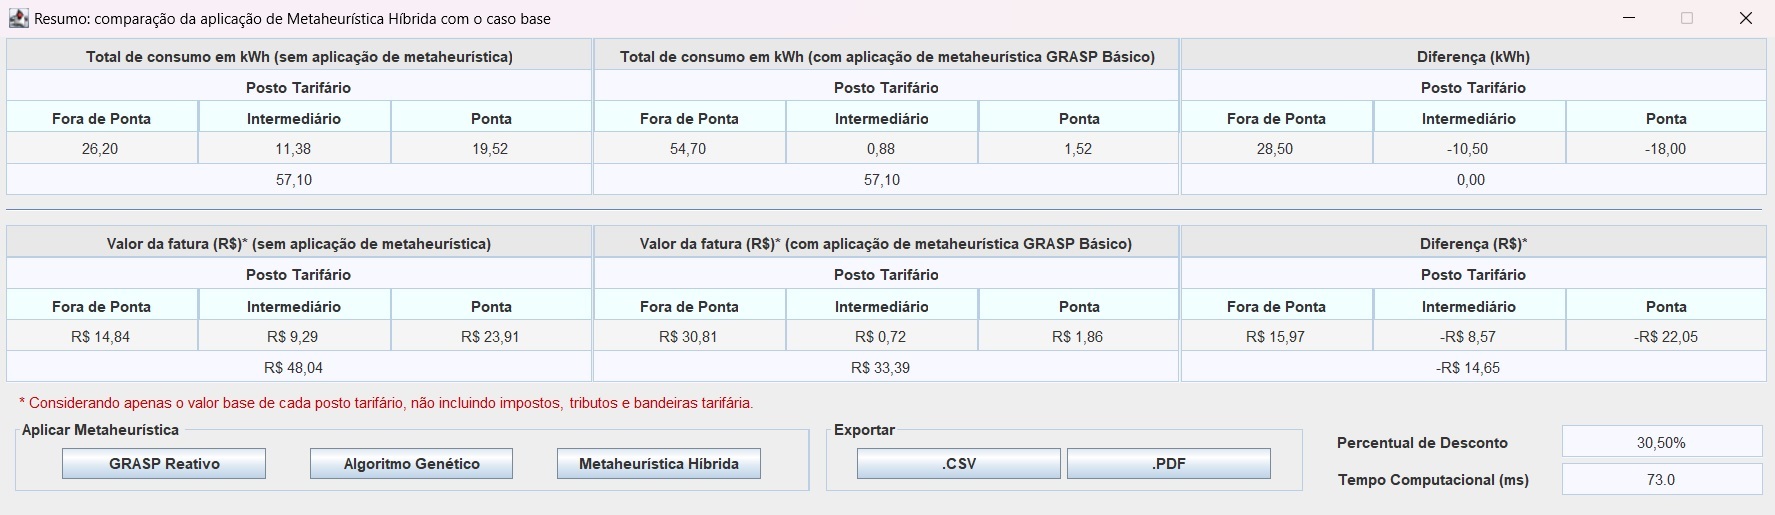 Resumo: comparação da aplicação de Metaheurística Híbrida com o caso base
Total de consumo em kWh (sem aplicação de metaheurística) Total de consumo em kWh (com aplicação de metaheurística GRASP Básico) Diferença (kWh)
Posto Tarifário Posto Tarifário Posto Tarifário
Fora de Ponta Intermediário Ponta Fora de Ponta Intermediário Ponta Fora de Ponta Intermediário Ponta
26,20 11,38 19,52 54,70 0,88 1,52 28,50 -10,50 -18,00
57,10 57,10 0,00
Valor da fatura (R$)* (sem aplicação de metaheurística) Valor da fatura (R$)* (com aplicação de metaheurística GRASP Básico) Diferença (R$)*
Posto Tarifário Posto Tarifário Posto Tarifário
Fora de Ponta Intermediário Ponta Fora de Ponta Intermediário Ponta Fora de Ponta Intermediário Ponta
R$ 14,84 R$ 9,29 R$ 23,91 R$ 30,81 R$ 0,72 R$ 1,86 R$ 15,97 -R$ 8,57 -R$ 22,05
R$ 48,04 R$ 33,39 -R$ 14,65
* Considerando apenas o valor base de cada posto tarifário, não incluindo impostos, tributos e bandeiras tarifária.
Aplicar Metaheurística Exportar
Percentual de Desconto 30,50%
GRASP Reativo Algoritmo Genético Metaheurística Híbrida .CSV .PDF
Tempo Computacional (ms) 73.0